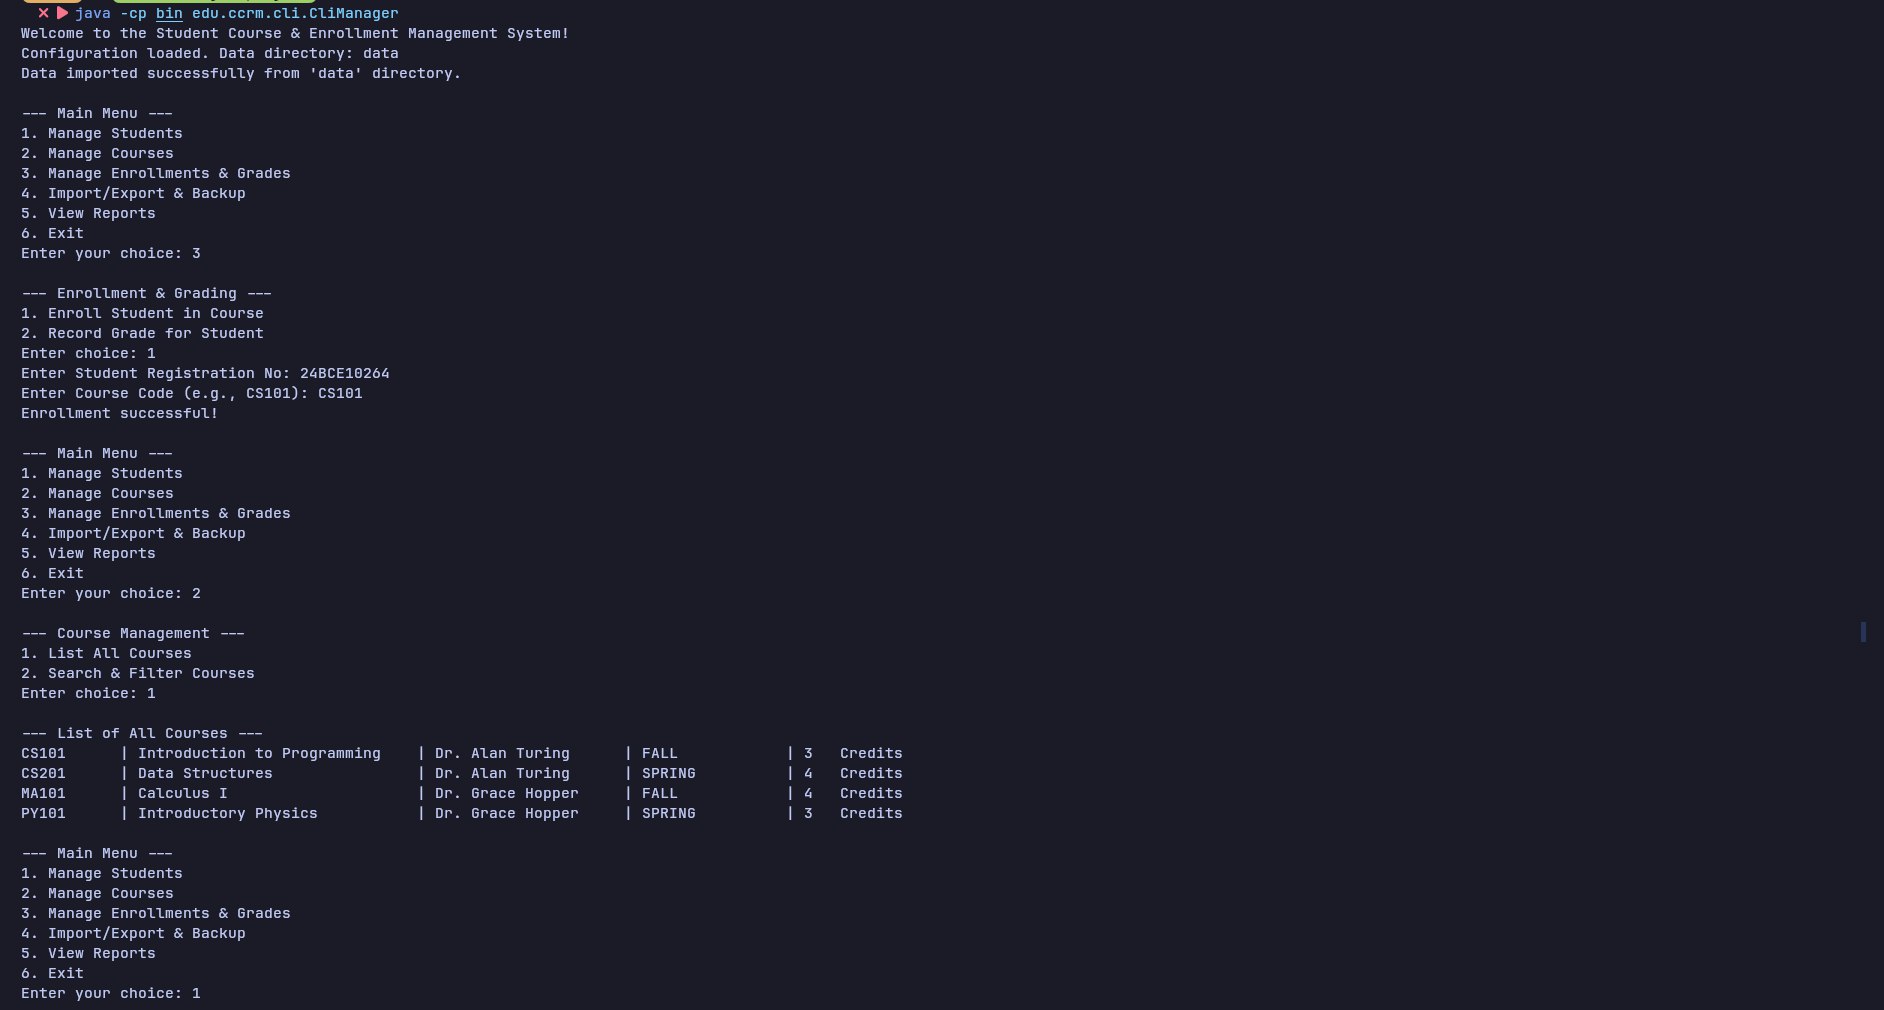 × ▶ java -cp bin edu.ccrm.cli.CliManager
Welcome to the Student Course & Enrollment Management System!
Configuration loaded. Data directory: data
Data imported successfully from 'data' directory.
--- Main Menu ---
1. Manage Students
2. Manage Courses
3. Manage Enrollments & Grades
4. Import/Export & Backup
5. View Reports
6. Exit
Enter your choice: 3
--- Enrollment & Grading ---
1. Enroll Student in Course
2. Record Grade for Student
Enter choice: 1
Enter Student Registration No: 24BCE10264
Enter Course Code (e.g., CS101): CS101
Enrollment successful!
--- Main Menu ---
1. Manage Students
2. Manage Courses
3. Manage Enrollments & Grades
4. Import/Export & Backup
5. View Reports
6. Exit
Enter your choice: 2
--- Course Management ---
1. List All Courses
2. Search & Filter Courses
Enter choice: 1
--- List of All Courses ---
CS101 | Introduction to Programming | Dr. Alan Turing | FALL | 3 Credits
CS201 | Data Structures | Dr. Alan Turing | SPRING | 4 Credits
MA101 | Calculus I | Dr. Grace Hopper | FALL | 4 Credits
PY101 | Introductory Physics | Dr. Grace Hopper | SPRING | 3 Credits
--- Main Menu ---
1. Manage Students
2. Manage Courses
3. Manage Enrollments & Grades
4. Import/Export & Backup
5. View Reports
6. Exit
Enter your choice: 1